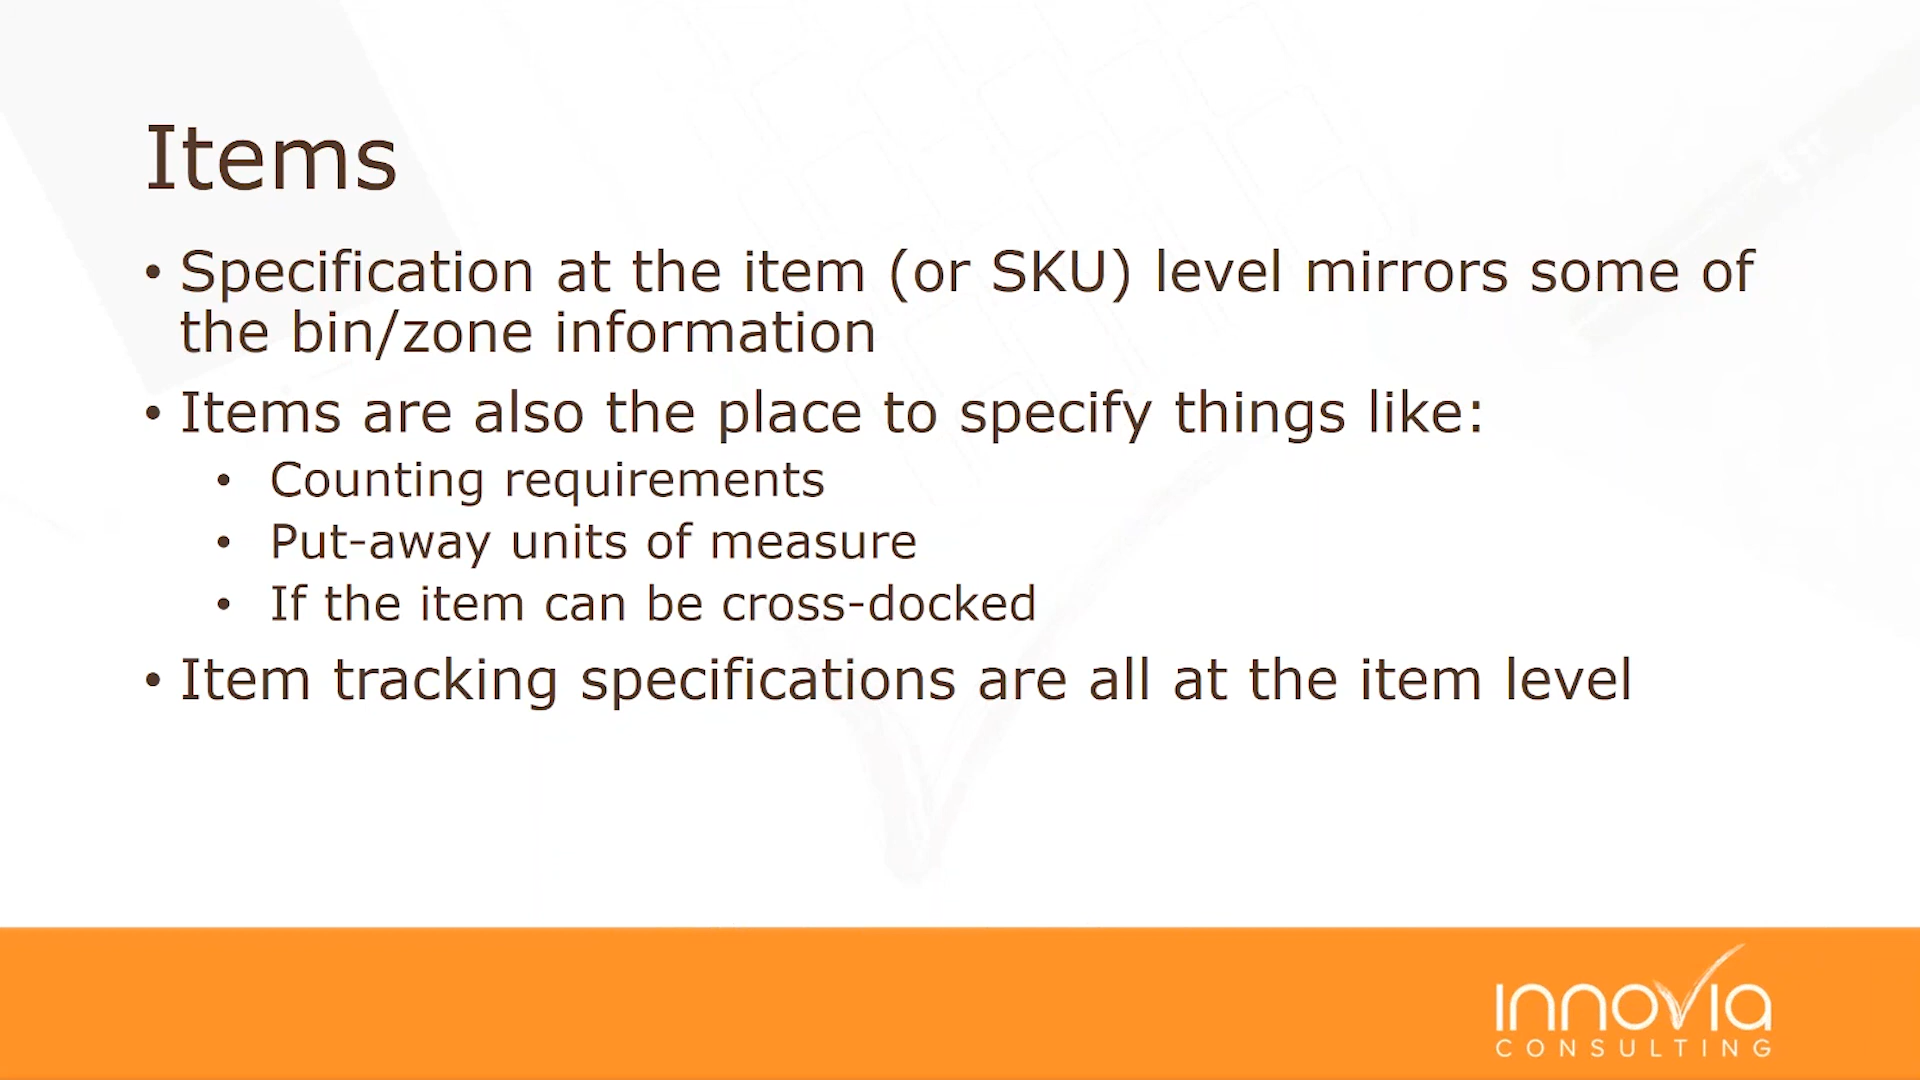 Items
• Specification at the item (or SKU) level mirrors some of
the bin/zone information
• Items are also the place to specify things like:
• Counting requirements
• Put-away units of measure
• If the item can be cross-docked
• Item tracking specifications are all at the item level
innovia
CONSULTING